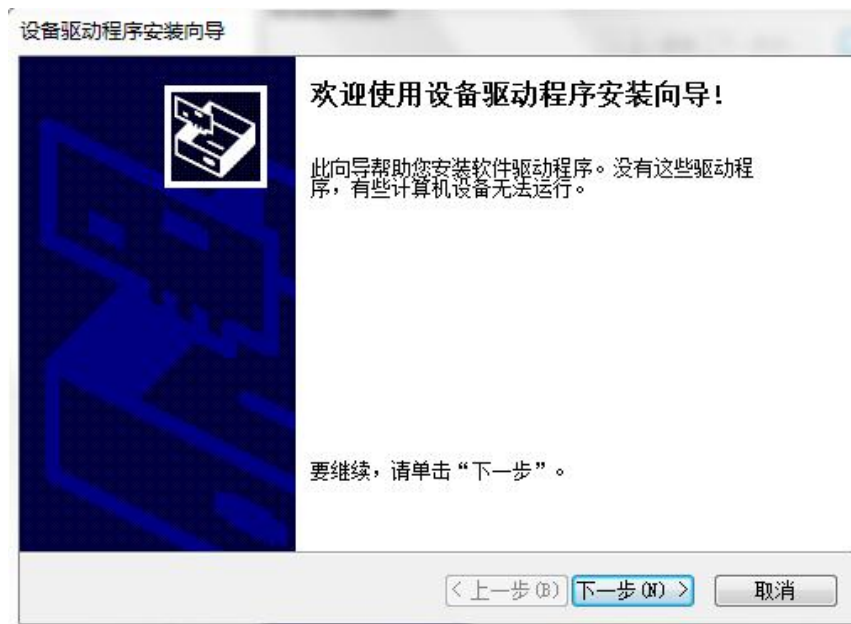 设备驱动程序安装向导
欢迎使用设备驱动程序安装向导!
此向导帮助您安装软件驱动程序。没有这些驱动程
序，有些计算机设备无法运行。
要继续，请单击“下一步”。
< 上一步(B) 下一步(N) > 取消